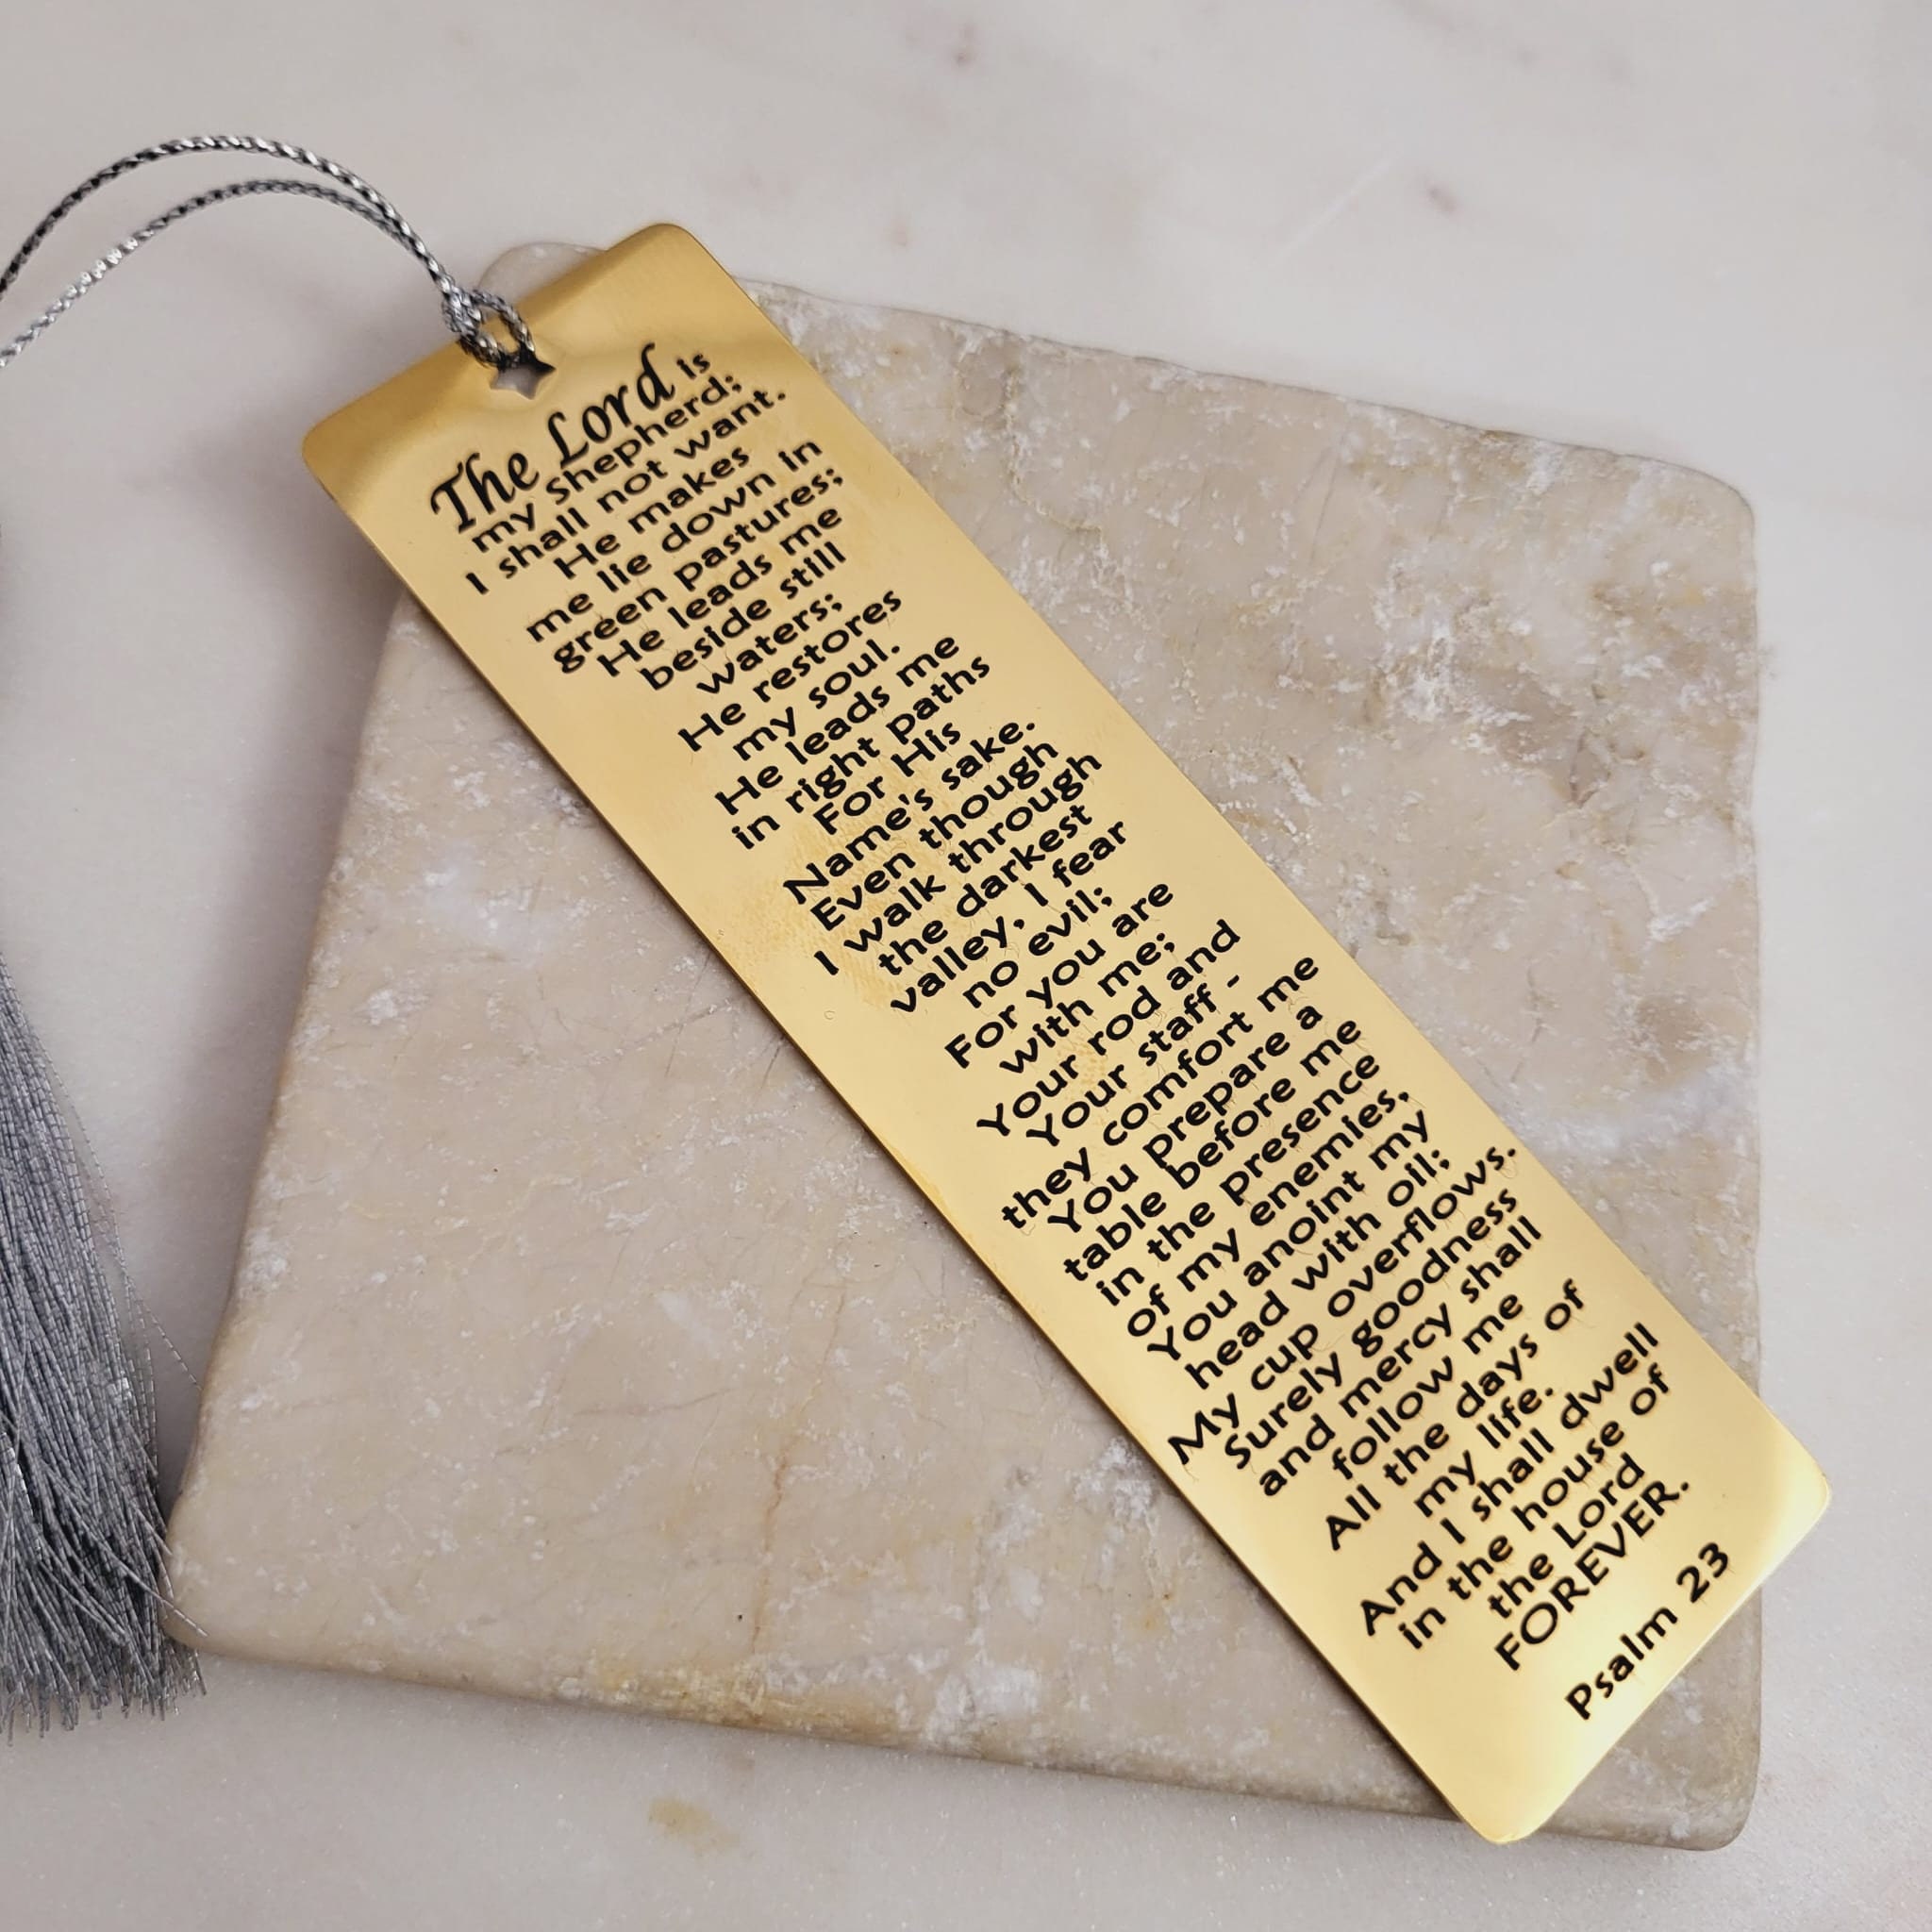 The Lord is
my shepherd;
I shall not want.
He makes
me lie down in
green pastures;
He leads me
beside still
waters;
He restores
my soul.
He leads me
in right paths
For His
Name's sake.
Even though
I walk through
the darkest
valley, I fear
no evil;
For you are
with me;
Your rod and
Your staff -
they comfort me
You prepare a
table before me
in the presence
of my enemies,
You anoint my
head with oil;
My cup overflows.
Surely goodness
and mercy shall
follow me
All the days of
my life.
And I shall dwell
in the house of
the Lord
FOREVER.
Psalm 23